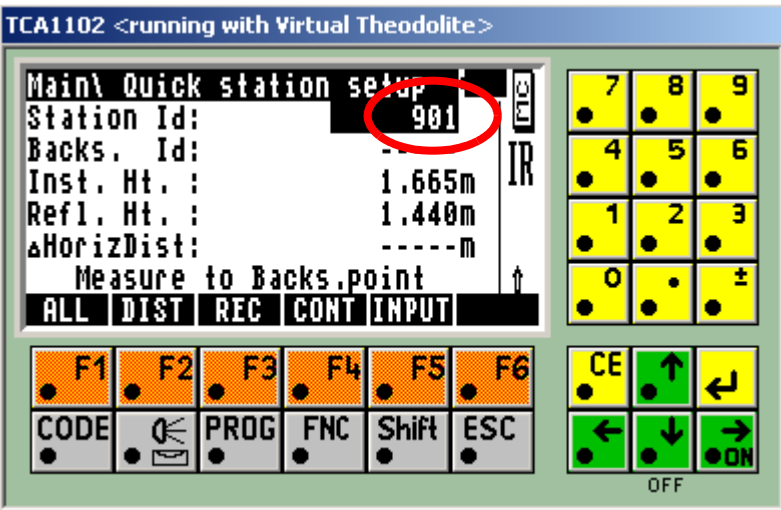 TCA1102 <running with Virtual Theodolite>
Main\ Quick station setup MC
Station Id: 901
Backs. Id: -----
Inst. Ht. : 1.665m IR
Refl. Ht. : 1.440m
▵HorizDist: -----m
Measure to Backs.point ⇑
ALL DIST REC CONT INPUT
7 8 9
4 5 6
1 2 3
0 . ±
F1 F2 F3 F4 F5 F6 CE ↑ ↵
CODE PROG FNC Shift ESC ← ↓ → ON
OFF